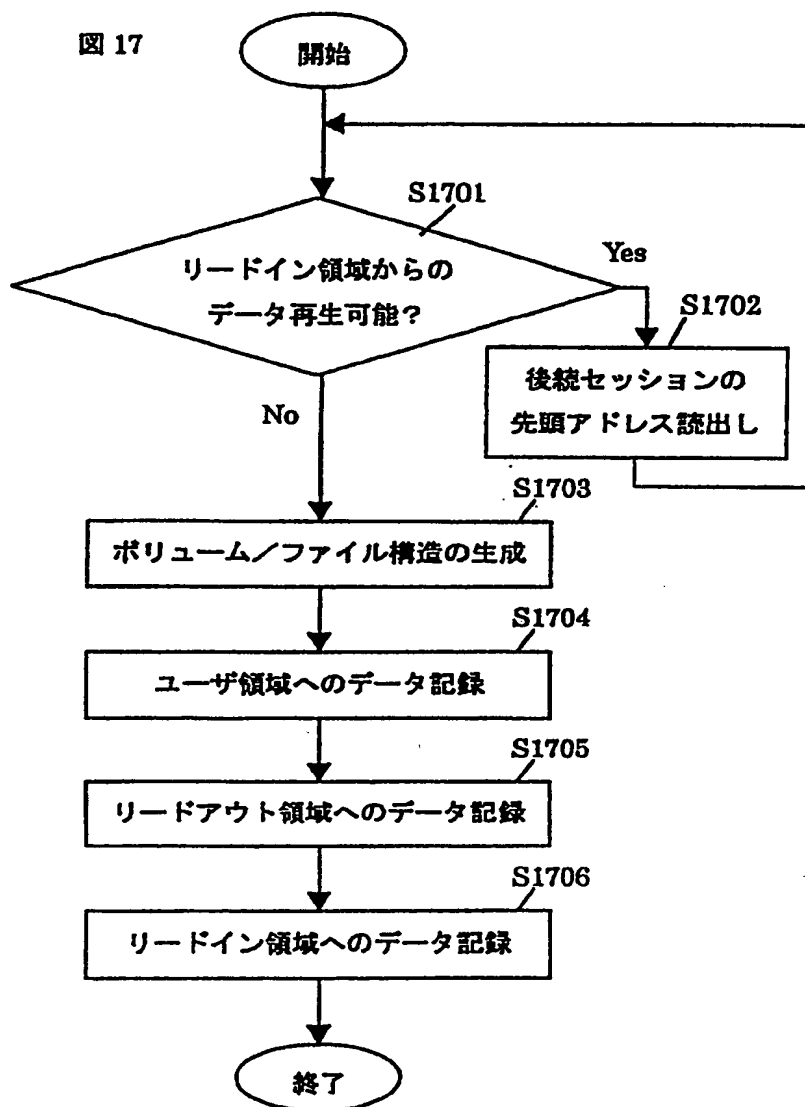 図 17
開始
S1701
リードイン領域からの
データ再生可能？
Yes
S1702
後続セッションの
先頭アドレス読出し
No
S1703
ボリューム／ファイル構造の生成
S1704
ユーザ領域へのデータ記録
S1705
リードアウト領域へのデータ記録
S1706
リードイン領域へのデータ記録
終了